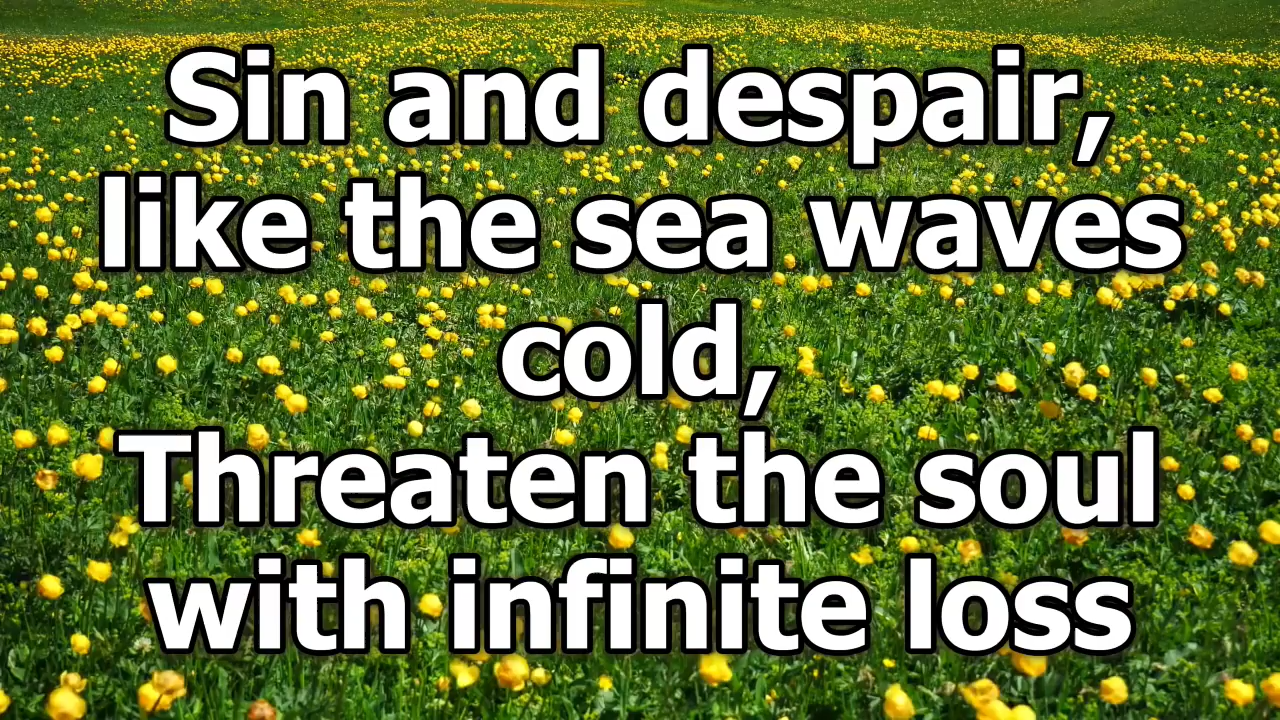 Sin and despair,
like the sea waves
cold,
Threaten the soul
with infinite loss